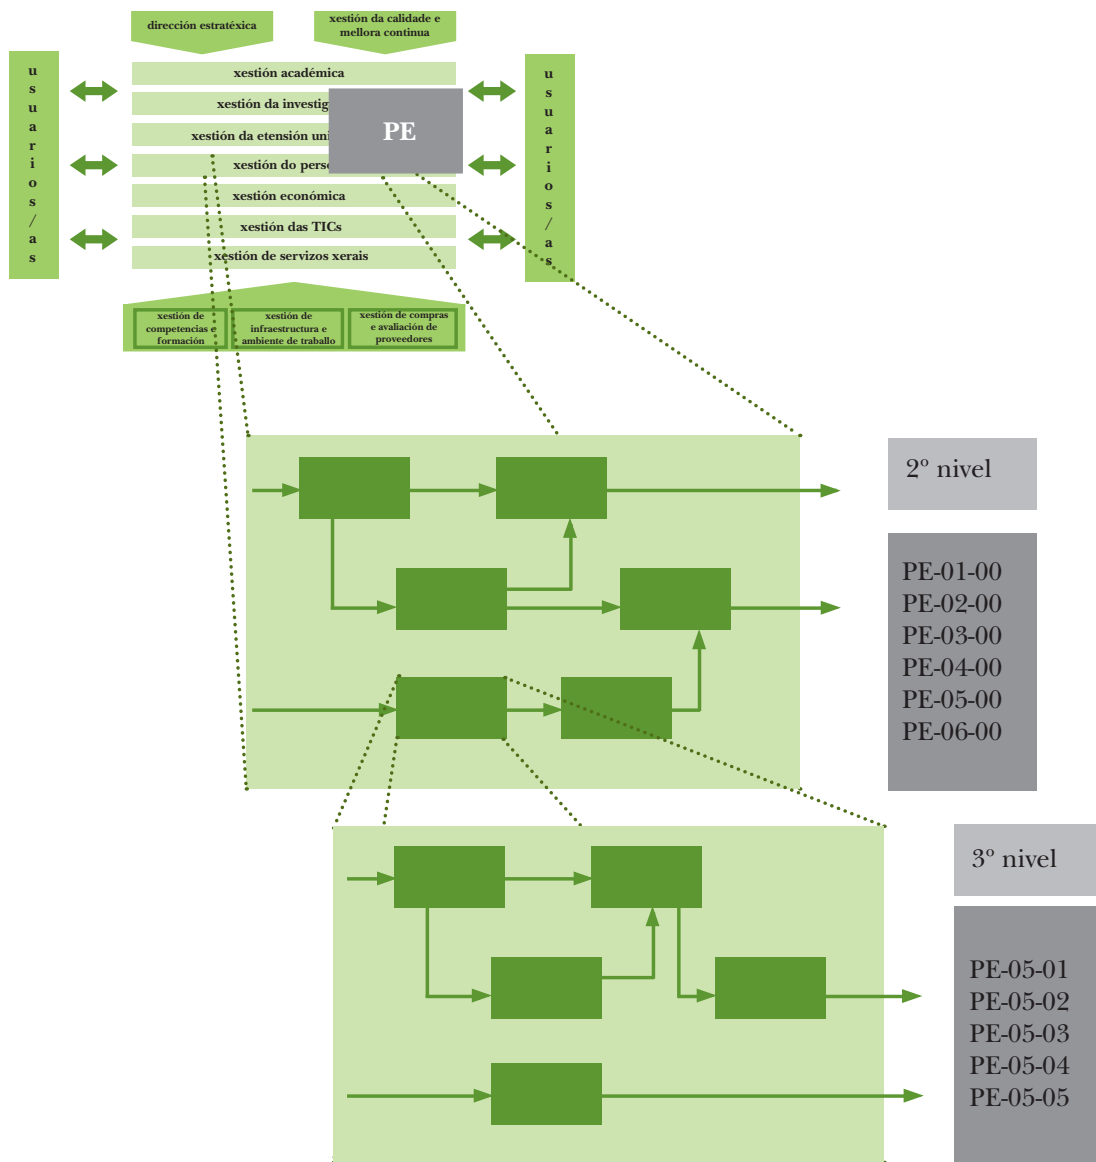 dirección estratéxica
xestión da calidade e
mellora continua
usuarios/as
xestión académica
xestión da investig
xestión da etensión uni
xestión do perso
xestión económica
xestión das TICs
xestión de servizos xerais
PE
usuarios/as
xestión de
competencias e
formación
xestión de
infraestructura e
ambiente de traballo
xestión de compras
e avaliación de
proveedores
2º nivel
PE-01-00
PE-02-00
PE-03-00
PE-04-00
PE-05-00
PE-06-00
3º nivel
PE-05-01
PE-05-02
PE-05-03
PE-05-04
PE-05-05